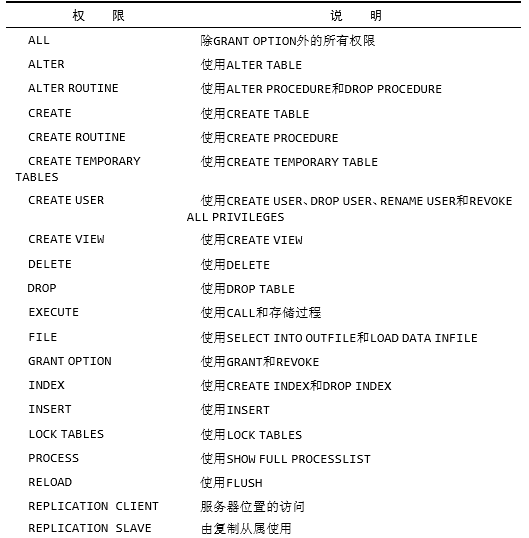 权 限 说 明
ALL 除GRANT OPTION外的所有权限
ALTER 使用ALTER TABLE
ALTER ROUTINE 使用ALTER PROCEDURE和DROP PROCEDURE
CREATE 使用CREATE TABLE
CREATE ROUTINE 使用CREATE PROCEDURE
CREATE TEMPORARY 使用CREATE TEMPORARY TABLE
TABLES
CREATE USER 使用CREATE USER、DROP USER、RENAME USER和REVOKE
ALL PRIVILEGES
CREATE VIEW 使用CREATE VIEW
DELETE 使用DELETE
DROP 使用DROP TABLE
EXECUTE 使用CALL和存储过程
FILE 使用SELECT INTO OUTFILE和LOAD DATA INFILE
GRANT OPTION 使用GRANT和REVOKE
INDEX 使用CREATE INDEX和DROP INDEX
INSERT 使用INSERT
LOCK TABLES 使用LOCK TABLES
PROCESS 使用SHOW FULL PROCESSLIST
RELOAD 使用FLUSH
REPLICATION CLIENT 服务器位置的访问
REPLICATION SLAVE 由复制从属使用